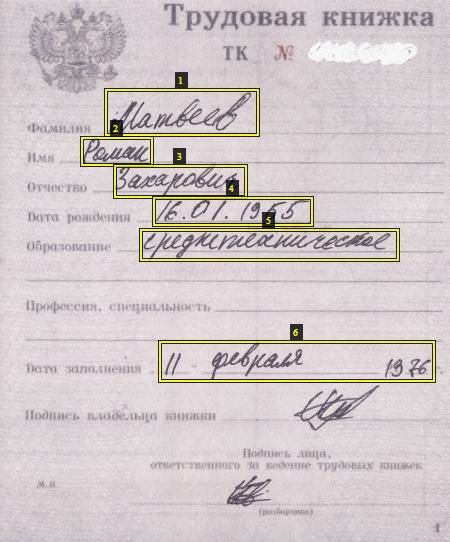 Трудовая книжка
ТК №
1
Фамилия Матвеев
2
Имя Роман
3
Отчество Захарович
4
Дата рождения 16.01.1955
5
Образование среднетехническое
Профессия, специальность
6
Дата заполнения 11 февраля 1976 г.
Подпись владельца книжки
Подпись лица,
ответственного за ведение трудовых книжек
М.П.
(разборчиво)
1